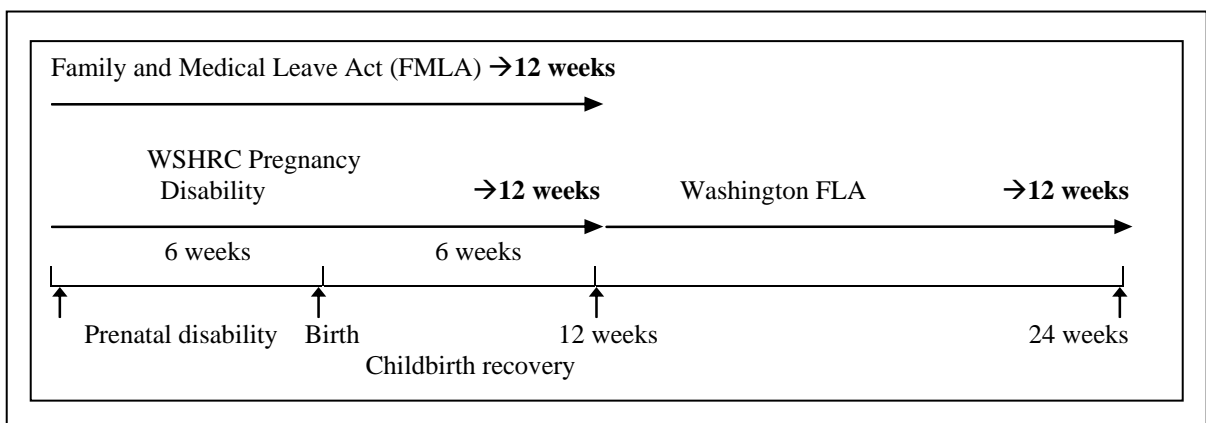 Family and Medical Leave Act (FMLA) →12 weeks
WSHRC Pregnancy
Disability →12 weeks Washington FLA →12 weeks
6 weeks 6 weeks
Prenatal disability Birth 12 weeks 24 weeks
Childbirth recovery